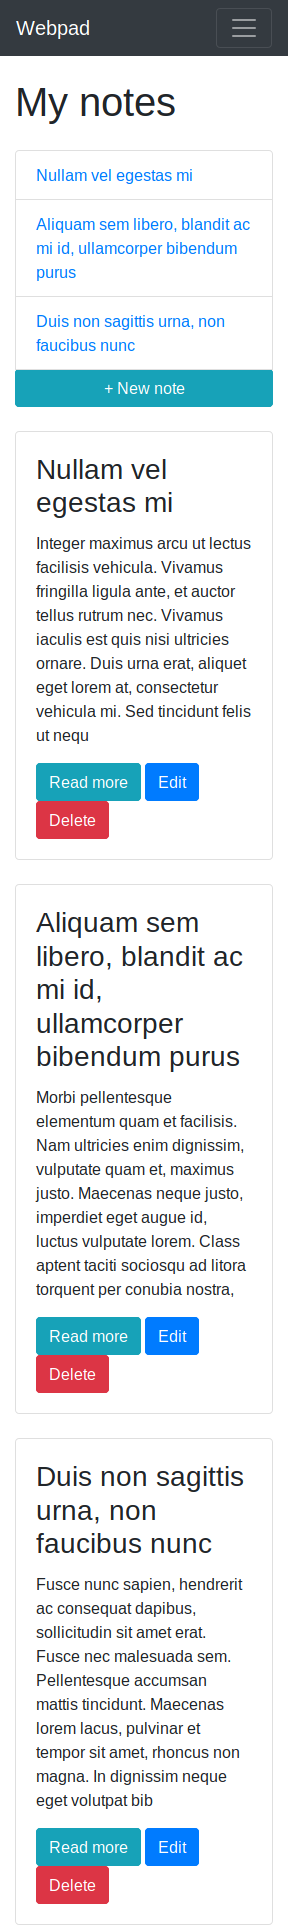 Webpad
My notes
Nullam vel egestas mi
Aliquam sem libero, blandit ac
mi id, ullamcorper bibendum
purus
Duis non sagittis urna, non
faucibus nunc
+ New note
Nullam vel
egestas mi
Integer maximus arcu ut lectus
facilisis vehicula. Vivamus
fringilla ligula ante, et auctor
tellus rutrum nec. Vivamus
iaculis est quis nisi ultricies
ornare. Duis urna erat, aliquet
eget lorem at, consectetur
vehicula mi. Sed tincidunt felis
ut nequ
Read more Edit
Delete
Aliquam sem
libero, blandit ac
mi id,
ullamcorper
bibendum purus
Morbi pellentesque
elementum quam et facilisis.
Nam ultricies enim dignissim,
vulputate quam et, maximus
justo. Maecenas neque justo,
imperdiet eget augue id,
luctus vulputate lorem. Class
aptent taciti sociosqu ad litora
torquent per conubia nostra,
Read more Edit
Delete
Duis non sagittis
urna, non
faucibus nunc
Fusce nunc sapien, hendrerit
ac consequat dapibus,
sollicitudin sit amet erat.
Fusce nec malesuada sem.
Pellentesque accumsan
mattis tincidunt. Maecenas
lorem lacus, pulvinar et
tempor sit amet, rhoncus non
magna. In dignissim neque
eget volutpat bib
Read more Edit
Delete